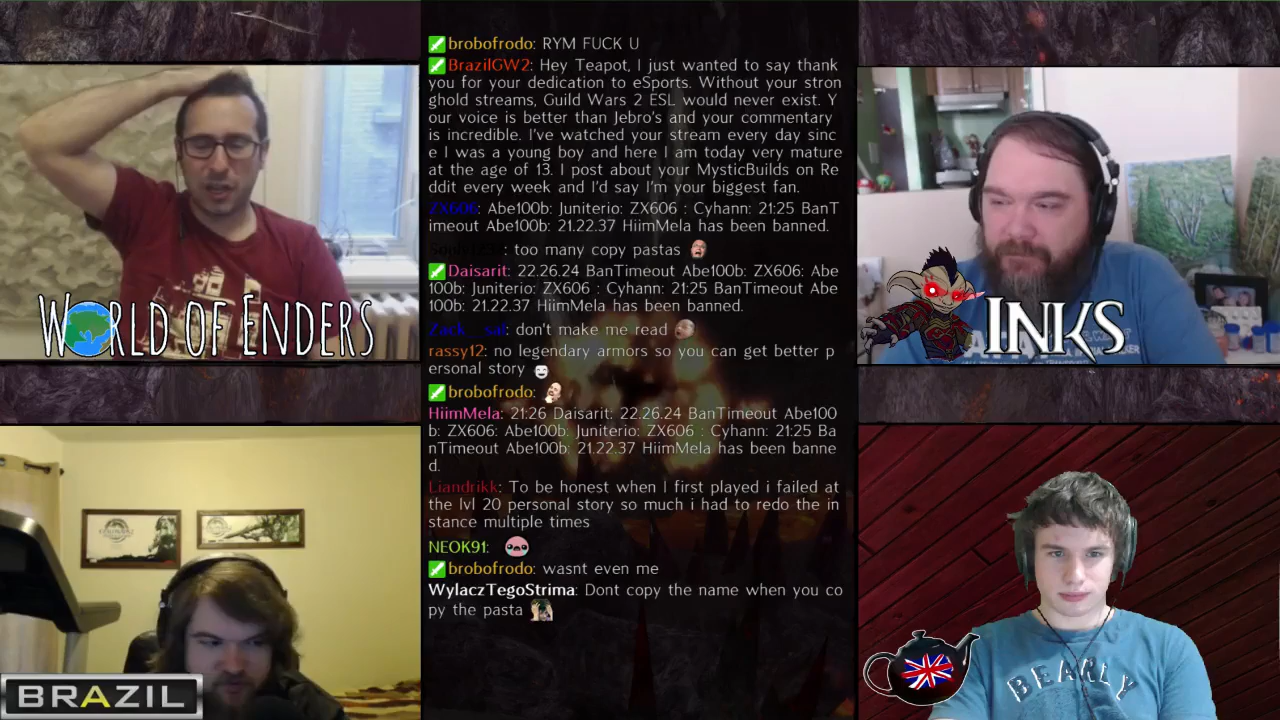 brobofrodo: RYM FUCK U
BrazilGW2: Hey Teapot, I just wanted to say thank
you for your dedication to eSports. Without your stron
ghold streams, Guild Wars 2 ESL would never exist. Y
our voice is better than Jebro's and your commentary
is incredible. I've watched your stream every day sinc
e I was a young boy and here I am today very mature
at the age of 13. I post about your MysticBuilds on Re
ddit every week and I'd say I'm your biggest fan.
ZX606: Abe100b: Juniterio: ZX606 : Cyhann: 21:25 BanT
imeout Abe100b: 21.22.37 HiimMela has been banned.
: too many copy pastas
Daisarit: 22.26.24 BanTimeout Abe100b: ZX606: Abe
100b: Juniterio: ZX606 : Cyhann: 21:25 BanTimeout Abe
100b: 21.22.37 HiimMela has been banned.
Zack_sat: don't make me read
rassy12: no legendary armors so you can get better p
ersonal story
brobofrodo:
HiimMela: 21:26 Daisarit: 22.26.24 BanTimeout Abe100
b: ZX606: Abe100b: Juniterio: ZX606 : Cyhann: 21:25 Ba
nTimeout Abe100b: 21.22.37 HiimMela has been banne
d.
Liandrikk: To be honest when I first played i failed at
the lvl 20 personal story so much i had to redo the in
stance multiple times
NEOK91:
brobofrodo: wasnt even me
WylaczTegoStrima: Dont copy the name when you co
py the pasta
WORLD OF ENDERS
INKS
BRAZIL
BEARLY